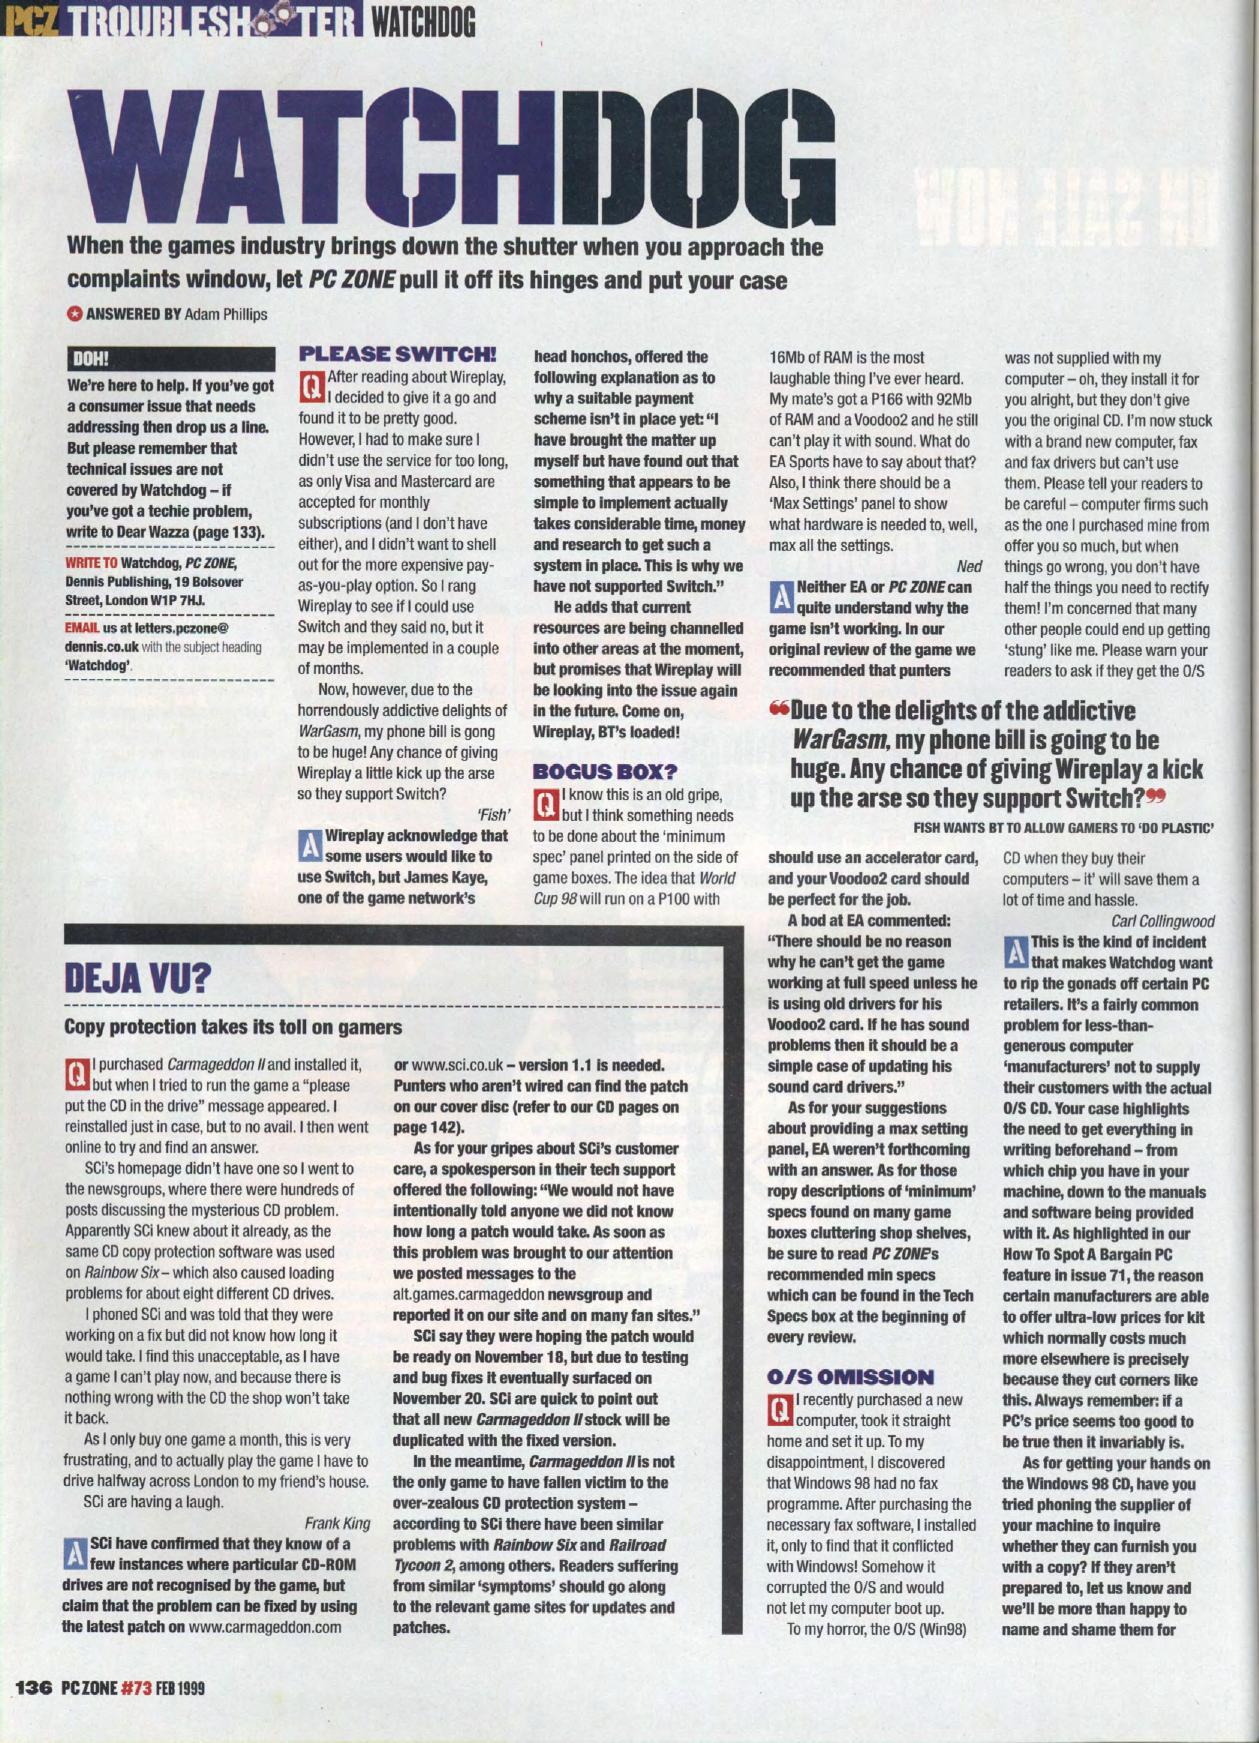 PCZ TROUBLESHOOTER WATCHDOG
WATCHDOG
When the games industry brings down the shutter when you approach the
complaints window, let PC ZONE pull it off its hinges and put your case
ANSWERED BY Adam Phillips
DOH!
We're here to help. If you've got
a consumer issue that needs
addressing then drop us a line.
But please remember that
technical issues are not
covered by Watchdog – if
you've got a techie problem,
write to Dear Wazza (page 133).
WRITE TO Watchdog, PC ZONE,
Dennis Publishing, 19 Bolsover
Street, London W1P 7HJ.
EMAIL us at letters.pczone@
dennis.co.uk with the subject heading
'Watchdog'.
PLEASE SWITCH!
Q After reading about Wireplay,
I decided to give it a go and
found it to be pretty good.
However, I had to make sure I
didn't use the service for too long,
as only Visa and Mastercard are
accepted for monthly
subscriptions (and I don't have
either), and I didn't want to shell
out for the more expensive pay-
as-you-play option. So I rang
Wireplay to see if I could use
Switch and they said no, but it
may be implemented in a couple
of months.
Now, however, due to the
horrendously addictive delights of
WarGasm, my phone bill is gong
to be huge! Any chance of giving
Wireplay a little kick up the arse
so they support Switch?
'Fish'
A Wireplay acknowledge that
some users would like to
use Switch, but James Kaye,
one of the game network's
head honchos, offered the
following explanation as to
why a suitable payment
scheme isn't in place yet: "I
have brought the matter up
myself but have found out that
something that appears to be
simple to implement actually
takes considerable time, money
and research to get such a
system in place. This is why we
have not supported Switch."
He adds that current
resources are being channelled
into other areas at the moment,
but promises that Wireplay will
be looking into the issue again
in the future. Come on,
Wireplay, BT's loaded!
BOGUS BOX?
Q I know this is an old gripe,
but I think something needs
to be done about the 'minimum
spec' panel printed on the side of
game boxes. The idea that World
Cup 98 will run on a P100 with
16Mb of RAM is the most
laughable thing I've ever heard.
My mate's got a P166 with 92Mb
of RAM and a Voodoo2 and he still
can't play it with sound. What do
EA Sports have to say about that?
Also, I think there should be a
'Max Settings' panel to show
what hardware is needed to, well,
max all the settings.
Ned
A Neither EA or PC ZONE can
quite understand why the
game isn't working. In our
original review of the game we
recommended that punters
should use an accelerator card,
and your Voodoo2 card should
be perfect for the job.
A bod at EA commented:
"There should be no reason
why he can't get the game
working at full speed unless he
is using old drivers for his
Voodoo2 card. If he has sound
problems then it should be a
simple case of updating his
sound card drivers."
As for your suggestions
about providing a max setting
panel, EA weren't forthcoming
with an answer. As for those
ropy descriptions of 'minimum'
specs found on many game
boxes cluttering shop shelves,
be sure to read PC ZONE's
recommended min specs
which can be found in the Tech
Specs box at the beginning of
every review.
O/S OMISSION
Q I recently purchased a new
computer, took it straight
home and set it up. To my
disappointment, I discovered
that Windows 98 had no fax
programme. After purchasing the
necessary fax software, I installed
it, only to find that it conflicted
with Windows! Somehow it
corrupted the O/S and would
not let my computer boot up.
To my horror, the O/S (Win98)
was not supplied with my
computer – oh, they install it for
you alright, but they don't give
you the original CD. I'm now stuck
with a brand new computer, fax
and fax drivers but can't use
them. Please tell your readers to
be careful – computer firms such
as the one I purchased mine from
offer you so much, but when
things go wrong, you don't have
half the things you need to rectify
them! I'm concerned that many
other people could end up getting
'stung' like me. Please warn your
readers to ask if they get the O/S
CD when they buy their
computers – it' will save them a
lot of time and hassle.
Carl Collingwood
A This is the kind of incident
that makes Watchdog want
to rip the gonads off certain PC
retailers. It's a fairly common
problem for less-than-
generous computer
'manufacturers' not to supply
their customers with the actual
O/S CD. Your case highlights
the need to get everything in
writing beforehand – from
which chip you have in your
machine, down to the manuals
and software being provided
with it. As highlighted in our
How To Spot A Bargain PC
feature in issue 71, the reason
certain manufacturers are able
to offer ultra-low prices for kit
which normally costs much
more elsewhere is precisely
because they cut corners like
this. Always remember: if a
PC's price seems too good to
be true then it invariably is.
As for getting your hands on
the Windows 98 CD, have you
tried phoning the supplier of
your machine to inquire
whether they can furnish you
with a copy? If they aren't
prepared to, let us know and
we'll be more than happy to
name and shame them for
"Due to the delights of the addictive
WarGasm, my phone bill is going to be
huge. Any chance of giving Wireplay a kick
up the arse so they support Switch?"
FISH WANTS BT TO ALLOW GAMERS TO 'DO PLASTIC'
DEJA VU?
Copy protection takes its toll on gamers
Q I purchased Carmageddon II and installed it,
but when I tried to run the game a "please
put the CD in the drive" message appeared. I
reinstalled just in case, but to no avail. I then went
online to try and find an answer.
SCi's homepage didn't have one so I went to
the newsgroups, where there were hundreds of
posts discussing the mysterious CD problem.
Apparently SCi knew about it already, as the
same CD copy protection software was used
on Rainbow Six – which also caused loading
problems for about eight different CD drives.
I phoned SCi and was told that they were
working on a fix but did not know how long it
would take. I find this unacceptable, as I have
a game I can't play now, and because there is
nothing wrong with the CD the shop won't take
it back.
As I only buy one game a month, this is very
frustrating, and to actually play the game I have to
drive halfway across London to my friend's house.
SCi are having a laugh.
Frank King
A SCi have confirmed that they know of a
few instances where particular CD-ROM
drives are not recognised by the game, but
claim that the problem can be fixed by using
the latest patch on www.carmageddon.com
or www.sci.co.uk – version 1.1 is needed.
Punters who aren't wired can find the patch
on our cover disc (refer to our CD pages on
page 142).
As for your gripes about SCi's customer
care, a spokesperson in their tech support
offered the following: "We would not have
intentionally told anyone we did not know
how long a patch would take. As soon as
this problem was brought to our attention
we posted messages to the
alt.games.carmageddon newsgroup and
reported it on our site and on many fan sites."
SCi say they were hoping the patch would
be ready on November 18, but due to testing
and bug fixes it eventually surfaced on
November 20. SCi are quick to point out
that all new Carmageddon II stock will be
duplicated with the fixed version.
In the meantime, Carmageddon II is not
the only game to have fallen victim to the
over-zealous CD protection system –
according to SCi there have been similar
problems with Rainbow Six and Railroad
Tycoon 2, among others. Readers suffering
from similar 'symptoms' should go along
to the relevant game sites for updates and
patches.
136 PC ZONE #73 FEB 1999